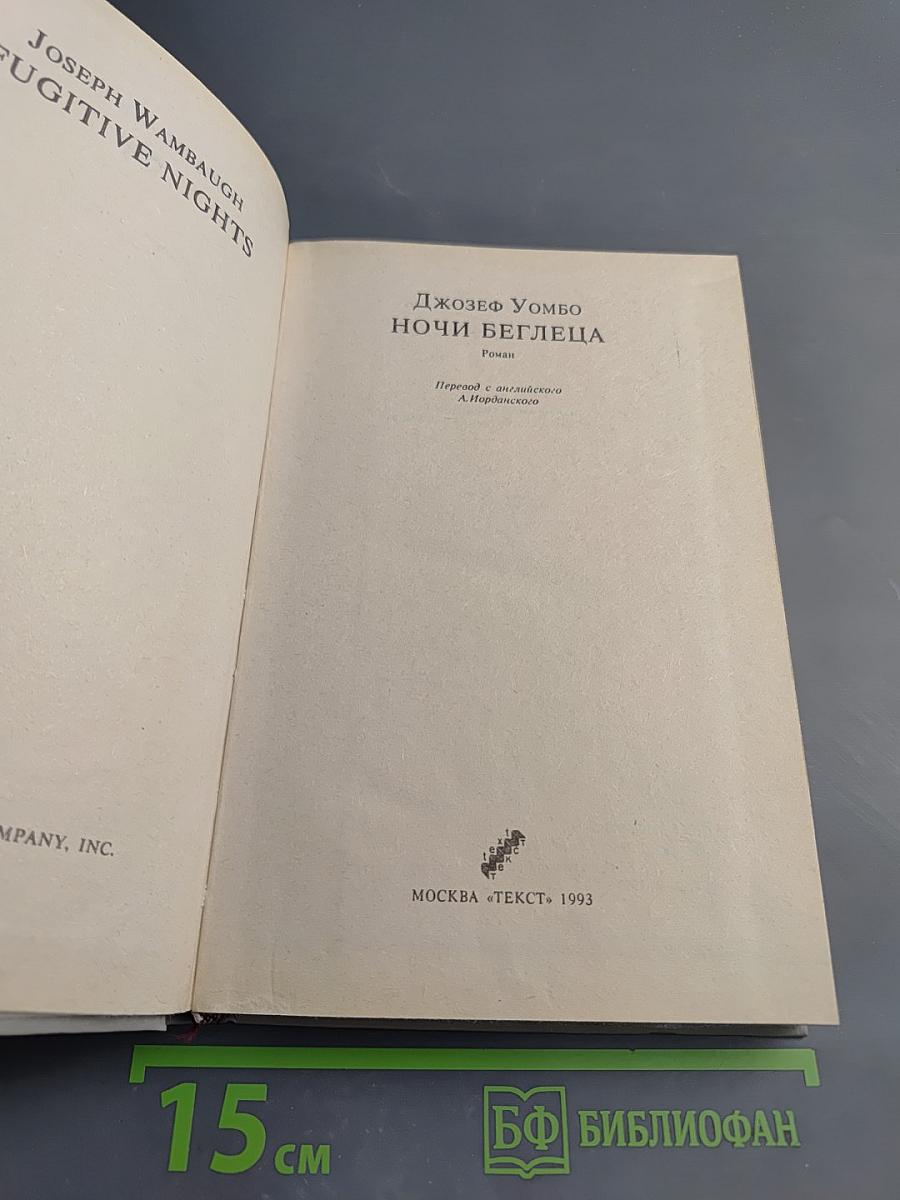 JOSEPH WAMBAUGH
FUGITIVE NIGHTS
MPANY, INC.
ДЖОЗЕФ УОМБО
НОЧИ БЕГЛЕЦА
Роман
Перевод с английского
А.Иорданского
МОСКВА «ТЕКСТ» 1993
15 см
БФ БИБЛИОФАН